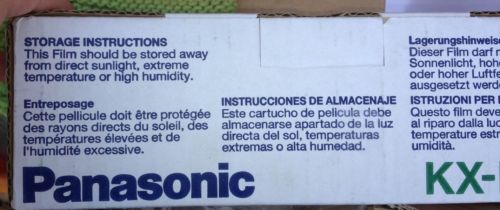 STORAGE INSTRUCTIONS
This Film should be stored away
from direct sunlight, extreme
temperature or high humidity.
Entreposage
Cette pellicule doit être protégée
des rayons directs du soleil, des
températures élevées et de
l'humidité excessive.
INSTRUCCIONES DE ALMACENAJE
Este cartucho de pelicula debe
almacenarse apartado de la luz
directa del sol, temperaturas
extremas o alta humedad.
Lagerungshinweise
Dieser Film darf
Sonnenlicht, hohe
oder hoher Luftfe
ausgesetzt werde
ISTRUZIONI PER
Questo film deve
al riparo dalla luc
temperature estr
umidità.
Panasonic
KX-